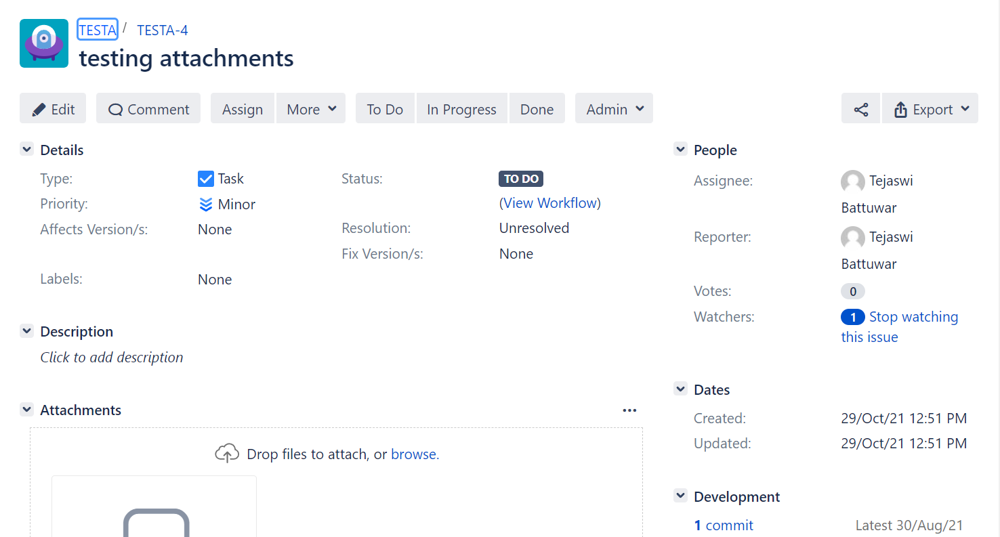 TESTA / TESTA-4
testing attachments
Edit Comment Assign More To Do In Progress Done Admin Export
Details
Type: Task
Priority: Minor
Affects Version/s: None
Labels: None
Status: TO DO
(View Workflow)
Resolution: Unresolved
Fix Version/s: None
Description
Click to add description
Attachments
Drop files to attach, or browse.
People
Assignee: Tejaswi
Battuwar
Reporter: Tejaswi
Battuwar
Votes: 0
Watchers: 1 Stop watching
this issue
Dates
Created: 29/Oct/21 12:51 PM
Updated: 29/Oct/21 12:51 PM
Development
1 commit Latest 30/Aug/21